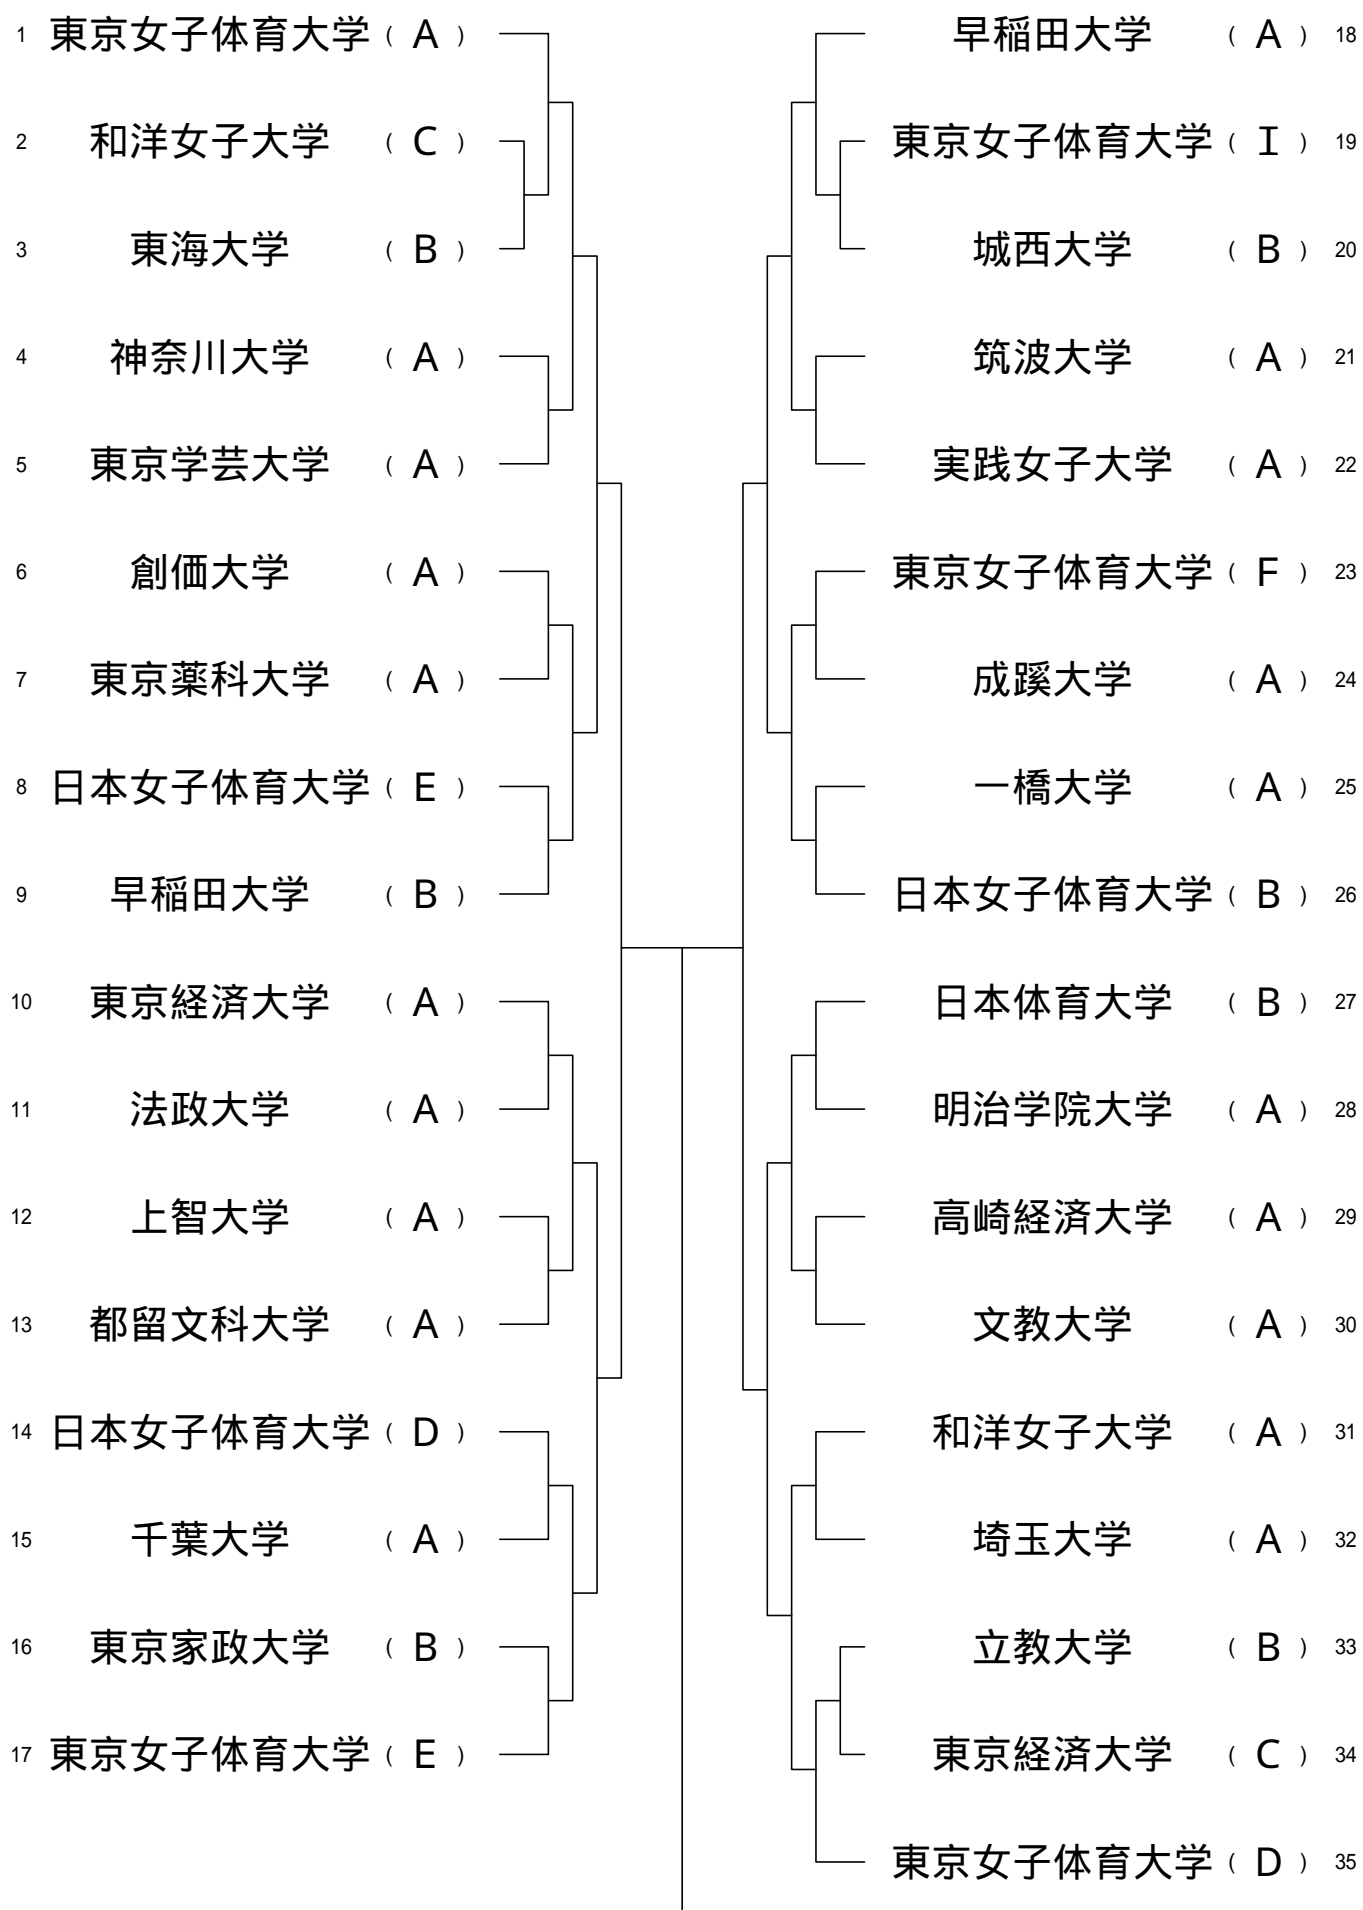 1 東京女子体育大学 ( A )
2 和洋女子大学 ( C )
3 東海大学 ( B )
4 神奈川大学 ( A )
5 東京学芸大学 ( A )
6 創価大学 ( A )
7 東京薬科大学 ( A )
8 日本女子体育大学 ( E )
9 早稲田大学 ( B )
10 東京経済大学 ( A )
11 法政大学 ( A )
12 上智大学 ( A )
13 都留文科大学 ( A )
14 日本女子体育大学 ( D )
15 千葉大学 ( A )
16 東京家政大学 ( B )
17 東京女子体育大学 ( E )
早稲田大学 ( A ) 18
東京女子体育大学 ( I ) 19
城西大学 ( B ) 20
筑波大学 ( A ) 21
実践女子大学 ( A ) 22
東京女子体育大学 ( F ) 23
成蹊大学 ( A ) 24
一橋大学 ( A ) 25
日本女子体育大学 ( B ) 26
日本体育大学 ( B ) 27
明治学院大学 ( A ) 28
高崎経済大学 ( A ) 29
文教大学 ( A ) 30
和洋女子大学 ( A ) 31
埼玉大学 ( A ) 32
立教大学 ( B ) 33
東京経済大学 ( C ) 34
東京女子体育大学 ( D ) 35